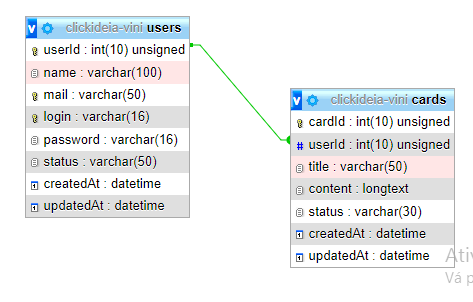 v clickideia-vini users
userId : int(10) unsigned
name : varchar(100)
mail : varchar(50)
login : varchar(16)
password : varchar(16)
status : varchar(50)
createdAt : datetime
updatedAt : datetime
v clickideia-vini cards
cardId : int(10) unsigned
# userId : int(10) unsigned
title : varchar(50)
content : longtext
status : varchar(30)
createdAt : datetime
updatedAt : datetime
Ativ
Vá p